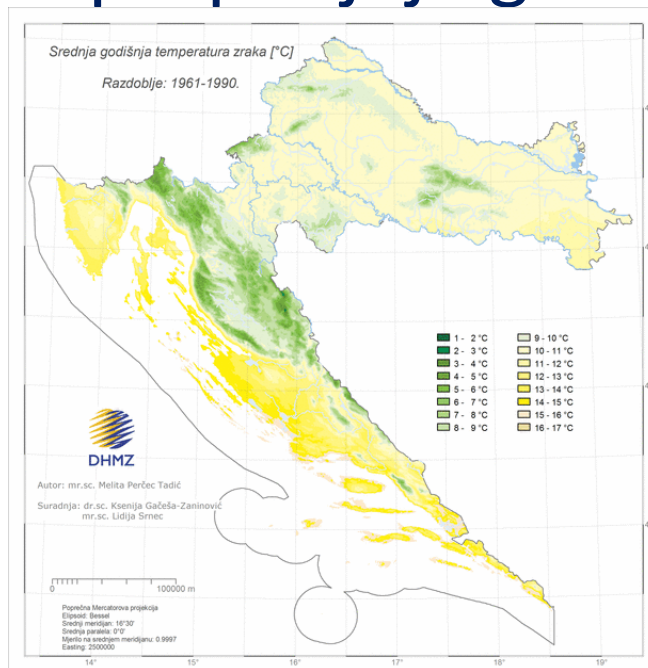 Srednja godišnja temperatura zraka [°C]
Razdoblje: 1961-1990.
1 - 2 °C
2 - 3 °C
3 - 4 °C
4 - 5 °C
5 - 6 °C
6 - 7 °C
7 - 8 °C
8 - 9 °C
9 - 10 °C
10 - 11 °C
11 - 12 °C
12 - 13 °C
13 - 14 °C
14 - 15 °C
15 - 16 °C
16 - 17 °C
DHMZ
Autor: mr.sc. Melita Perčec Tadić
Suradnja: dr.sc. Ksenija Gačeša-Zaninović
mr.sc. Lidija Srnec
0 100000 m
Poprečna Mercatorova projekcija
Elipsoid: Bessel
Srednji meridijan: 16°30'
Srednja paralela: 0°0'
Mjerilo na srednjem meridijanu: 0.9997
Easting: 2500000
14° 15° 16° 17° 18° 19°